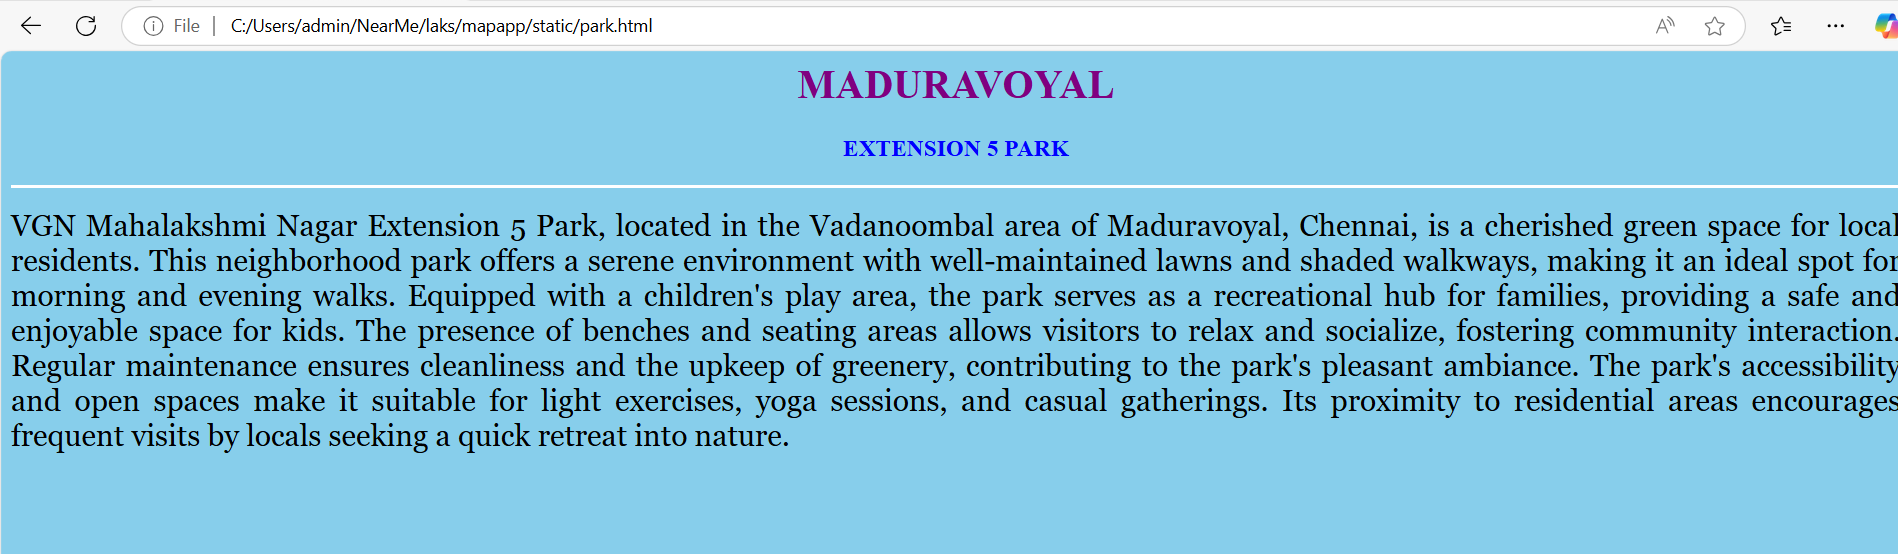 File | C:/Users/admin/NearMe/laks/mapapp/static/park.html
MADURAVOYAL
EXTENSION 5 PARK
VGN Mahalakshmi Nagar Extension 5 Park, located in the Vadanoombal area of Maduravoyal, Chennai, is a cherished green space for local
residents. This neighborhood park offers a serene environment with well-maintained lawns and shaded walkways, making it an ideal spot for
morning and evening walks. Equipped with a children's play area, the park serves as a recreational hub for families, providing a safe and
enjoyable space for kids. The presence of benches and seating areas allows visitors to relax and socialize, fostering community interaction.
Regular maintenance ensures cleanliness and the upkeep of greenery, contributing to the park's pleasant ambiance. The park's accessibility
and open spaces make it suitable for light exercises, yoga sessions, and casual gatherings. Its proximity to residential areas encourages
frequent visits by locals seeking a quick retreat into nature.